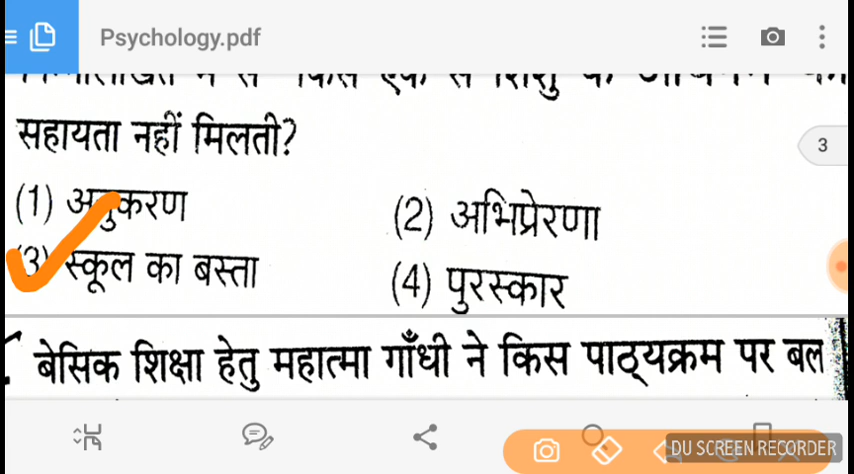 Psychology.pdf
सहायता नहीं मिलती?
3
(1) अनुकरण
(2) अभिप्रेरणा
(3) स्कूल का बस्ता
(4) पुरस्कार
बेसिक शिक्षा हेतु महात्मा गाँधी ने किस पाठ्यक्रम पर बल
DU SCREEN RECORDER